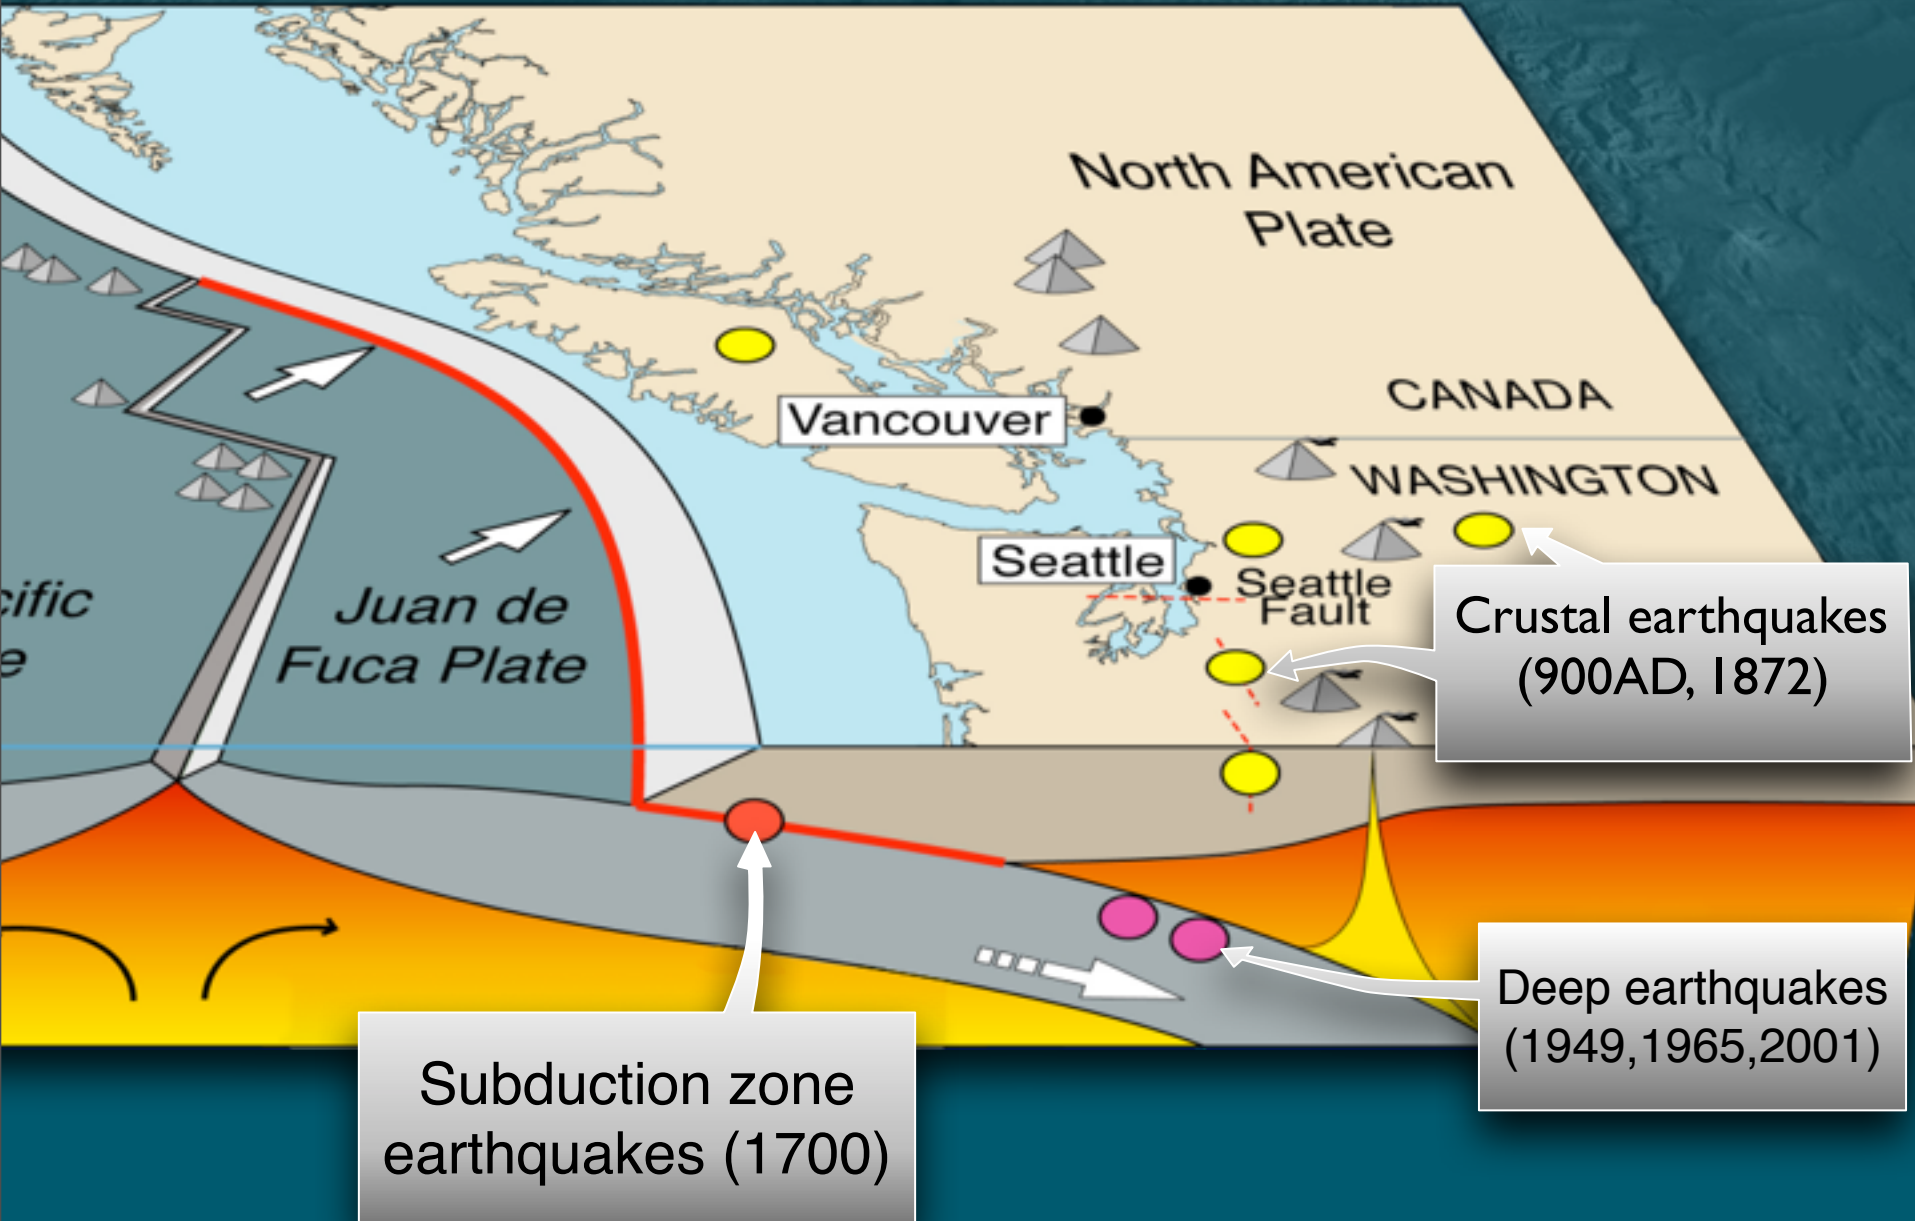 North American
Plate
CANADA
Vancouver
WASHINGTON
Seattle
Seattle
Fault
cific
e
Juan de
Fuca Plate
Crustal earthquakes
(900AD, 1872)
Deep earthquakes
(1949,1965,2001)
Subduction zone
earthquakes (1700)